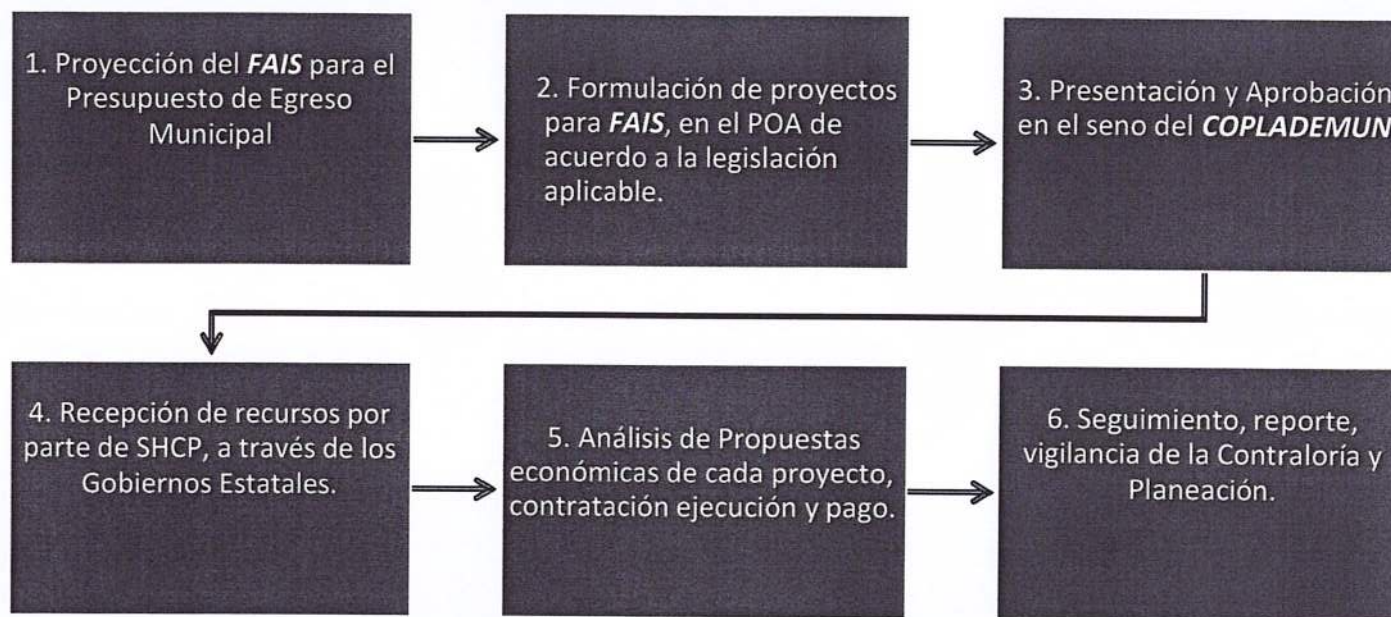 1. Proyección del FAIS para el
Presupuesto de Egreso
Municipal
2. Formulación de proyectos
para FAIS, en el POA de
acuerdo a la legislación
aplicable.
3. Presentación y Aprobación
en el seno del COPLADEMUN
4. Recepción de recursos por
parte de SHCP, a través de los
Gobiernos Estatales.
5. Análisis de Propuestas
económicas de cada proyecto,
contratación ejecución y pago.
6. Seguimiento, reporte,
vigilancia de la Contraloría y
Planeación.